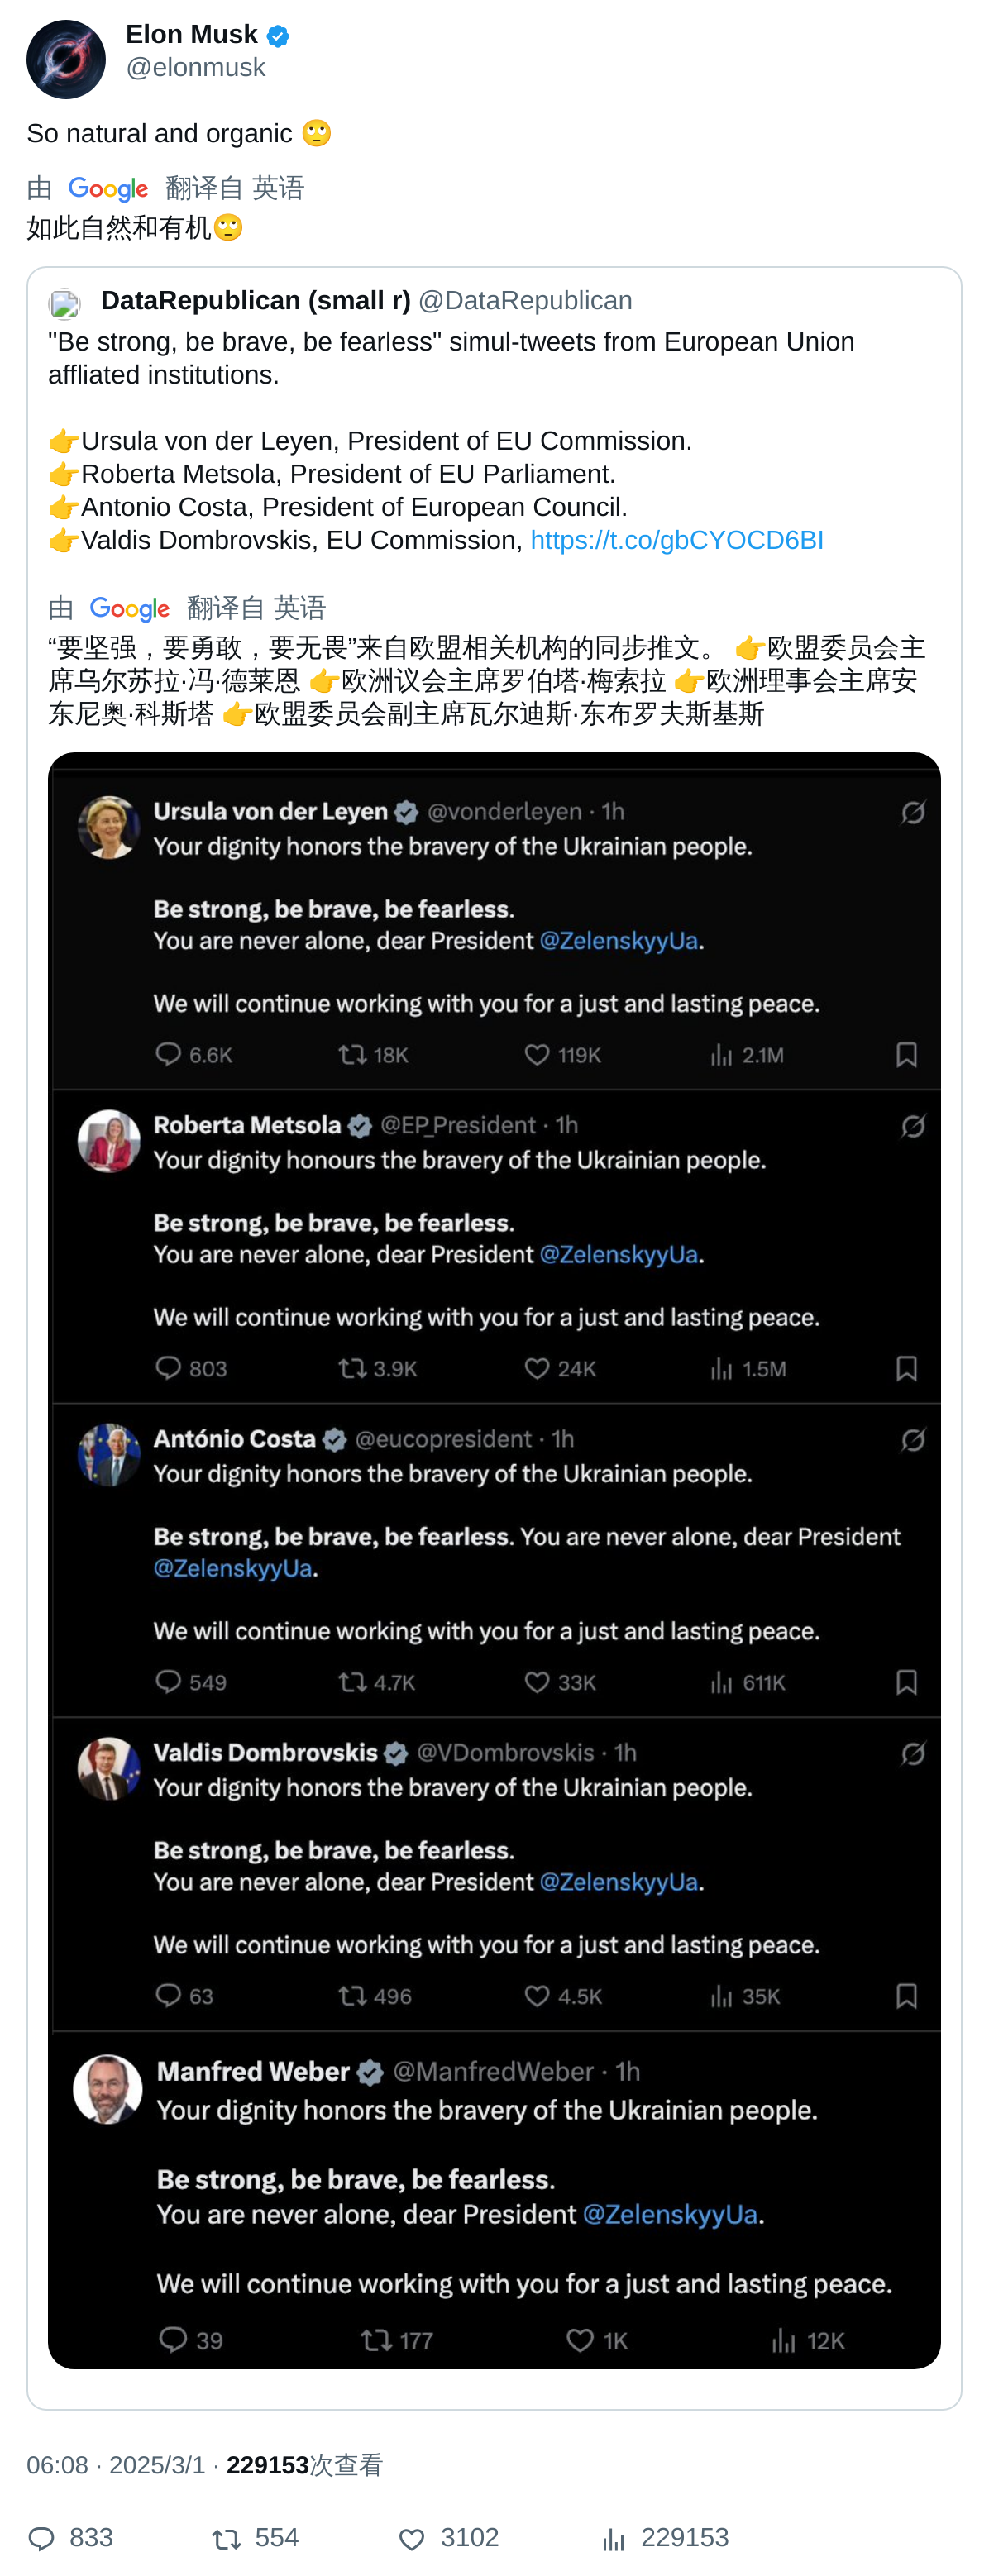 Elon Musk
@elonmusk
So natural and organic 🙄
由 Google 翻译自 英语
如此自然和有机🙄
DataRepublican (small r) @DataRepublican
"Be strong, be brave, be fearless" simul-tweets from European Union
affliated institutions.
👉Ursula von der Leyen, President of EU Commission.
👉Roberta Metsola, President of EU Parliament.
👉Antonio Costa, President of European Council.
👉Valdis Dombrovskis, EU Commission, https://t.co/gbCYOCD6BI
由 Google 翻译自 英语
“要坚强，要勇敢，要无畏”来自欧盟相关机构的同步推文。 👉欧盟委员会主
席乌尔苏拉·冯·德莱恩 👉欧洲议会主席罗伯塔·梅索拉 👉欧洲理事会主席安
东尼奥·科斯塔 👉欧盟委员会副主席瓦尔迪斯·东布罗夫斯基斯
Ursula von der Leyen @vonderleyen · 1h
Your dignity honors the bravery of the Ukrainian people.
Be strong, be brave, be fearless.
You are never alone, dear President @ZelenskyyUa.
We will continue working with you for a just and lasting peace.
6.6K 18K 119K 2.1M
Roberta Metsola @EP_President · 1h
Your dignity honours the bravery of the Ukrainian people.
Be strong, be brave, be fearless.
You are never alone, dear President @ZelenskyyUa.
We will continue working with you for a just and lasting peace.
803 3.9K 24K 1.5M
António Costa @eucopresident · 1h
Your dignity honors the bravery of the Ukrainian people.
Be strong, be brave, be fearless. You are never alone, dear President
@ZelenskyyUa.
We will continue working with you for a just and lasting peace.
549 4.7K 33K 611K
Valdis Dombrovskis @VDombrovskis · 1h
Your dignity honors the bravery of the Ukrainian people.
Be strong, be brave, be fearless.
You are never alone, dear President @ZelenskyyUa.
We will continue working with you for a just and lasting peace.
63 496 4.5K 35K
Manfred Weber @ManfredWeber · 1h
Your dignity honors the bravery of the Ukrainian people.
Be strong, be brave, be fearless.
You are never alone, dear President @ZelenskyyUa.
We will continue working with you for a just and lasting peace.
39 177 1K 12K
06:08 · 2025/3/1 · 229153次查看
833 554 3102 229153